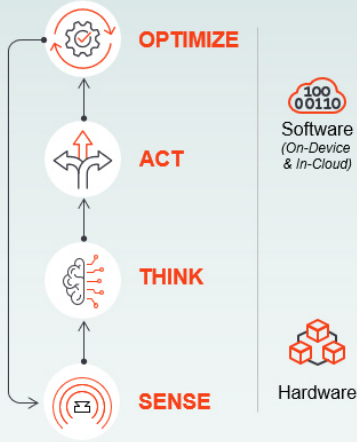 OPTIMIZE
ACT
THINK
SENSE
100
00110
Software
(On-Device
& In-Cloud)
Hardware